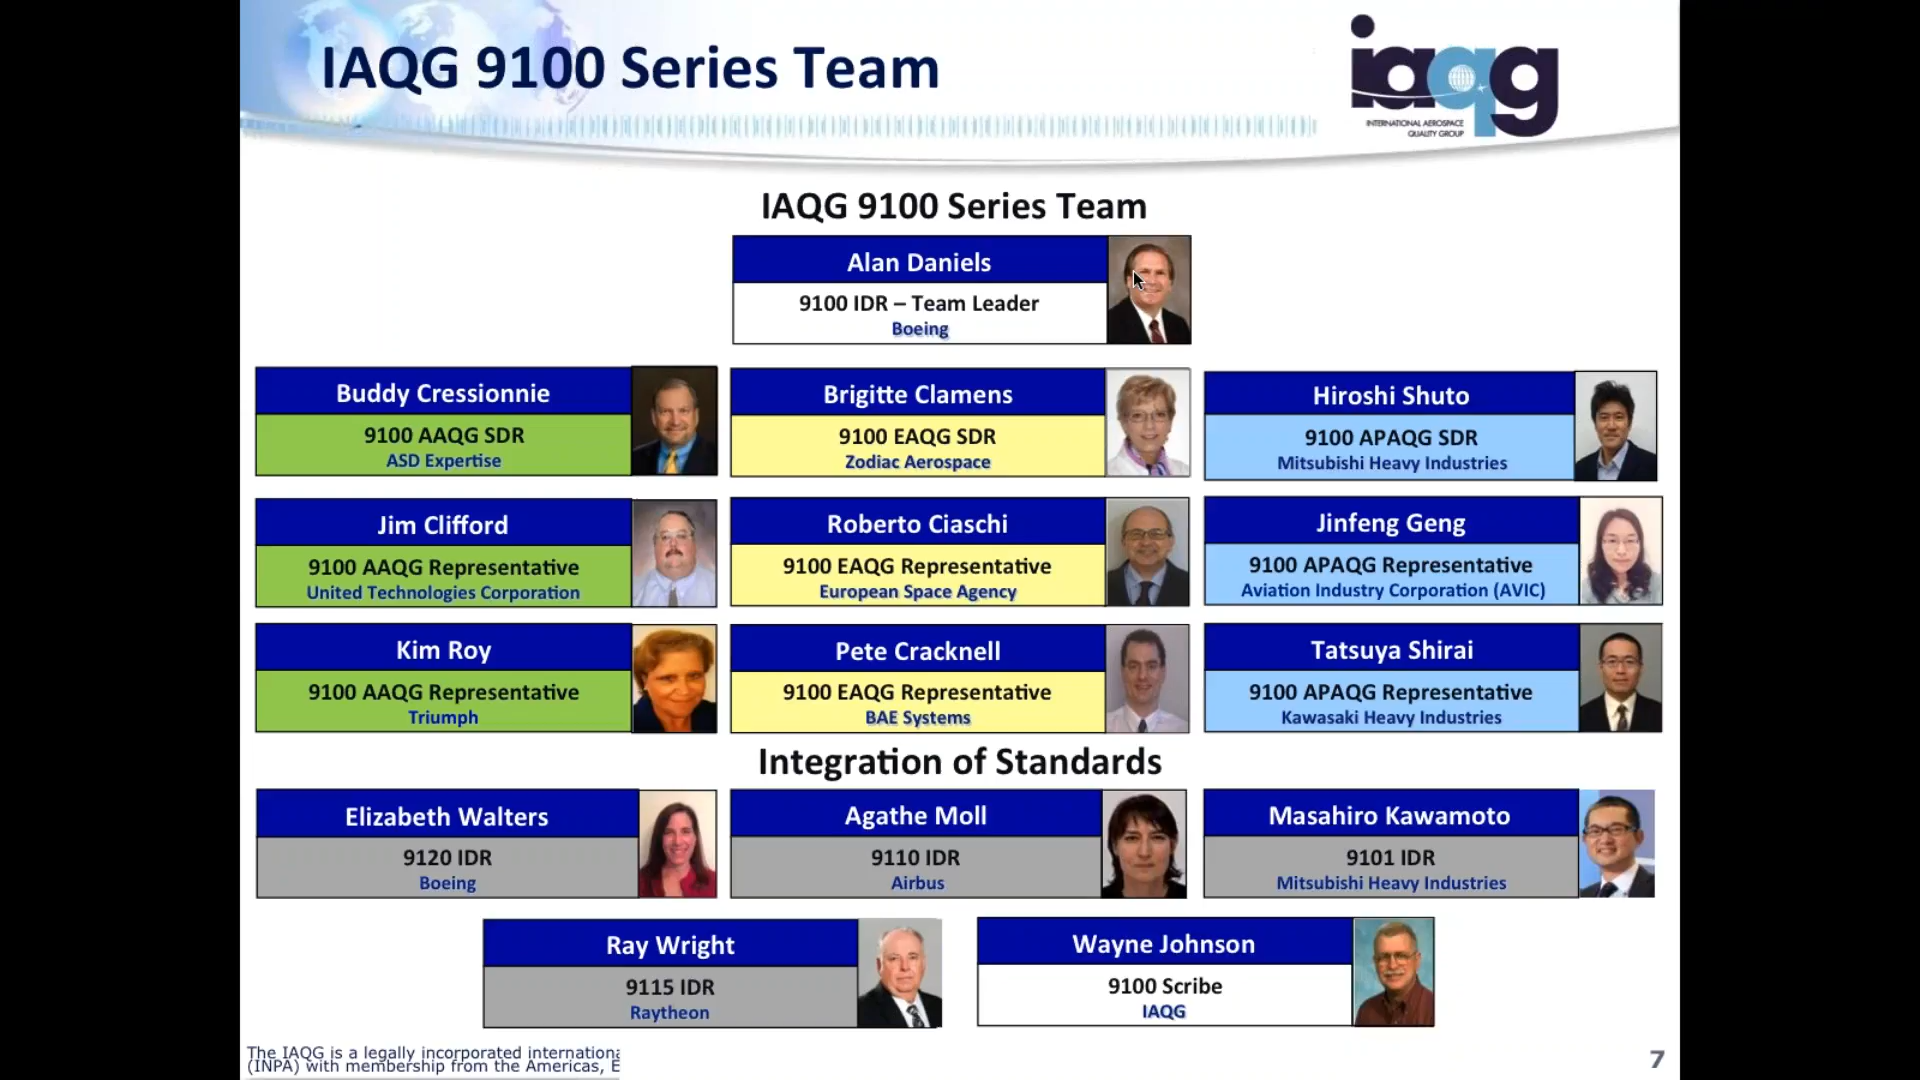 IAQG 9100 Series Team
iaqg
INTERNATIONAL AEROSPACE
QUALITY GROUP
IAQG 9100 Series Team
Alan Daniels
9100 IDR – Team Leader
Boeing
Buddy Cressionnie
9100 AAQG SDR
ASD Expertise
Brigitte Clamens
9100 EAQG SDR
Zodiac Aerospace
Hiroshi Shuto
9100 APAQG SDR
Mitsubishi Heavy Industries
Jim Clifford
9100 AAQG Representative
United Technologies Corporation
Roberto Ciaschi
9100 EAQG Representative
European Space Agency
Jinfeng Geng
9100 APAQG Representative
Aviation Industry Corporation (AVIC)
Kim Roy
9100 AAQG Representative
Triumph
Pete Cracknell
9100 EAQG Representative
BAE Systems
Tatsuya Shirai
9100 APAQG Representative
Kawasaki Heavy Industries
Integration of Standards
Elizabeth Walters
9120 IDR
Boeing
Agathe Moll
9110 IDR
Airbus
Masahiro Kawamoto
9101 IDR
Mitsubishi Heavy Industries
Ray Wright
9115 IDR
Raytheon
Wayne Johnson
9100 Scribe
IAQG
The IAQG is a legally incorporated internationa
(INPA) with membership from the Americas, E
7